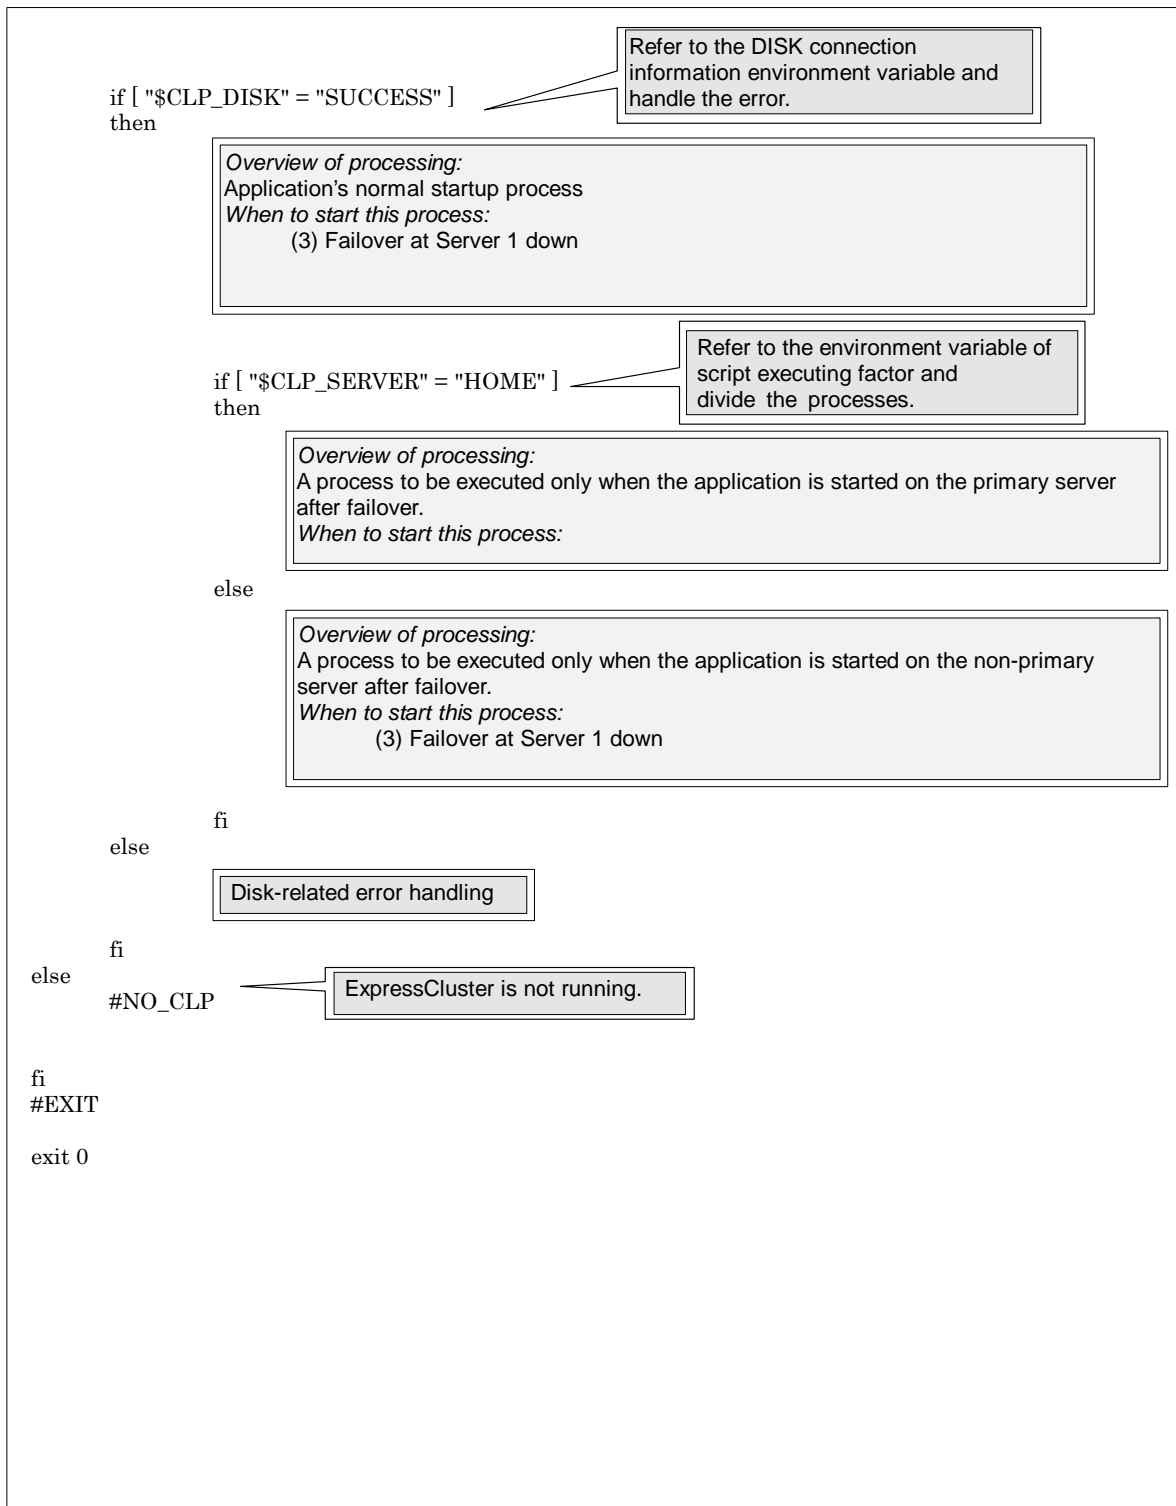 Refer to the DISK connection
information environment variable and
handle the error.
if [ "$CLP_DISK" = "SUCCESS" ]
then
Overview of processing:
Application's normal startup process
When to start this process:
(3) Failover at Server 1 down
Refer to the environment variable of
script executing factor and
divide the processes.
if [ "$CLP_SERVER" = "HOME" ]
then
Overview of processing:
A process to be executed only when the application is started on the primary server
after failover.
When to start this process:
else
Overview of processing:
A process to be executed only when the application is started on the non-primary
server after failover.
When to start this process:
(3) Failover at Server 1 down
fi
else
Disk-related error handling
fi
else
#NO_CLP
ExpressCluster is not running.
fi
#EXIT
exit 0